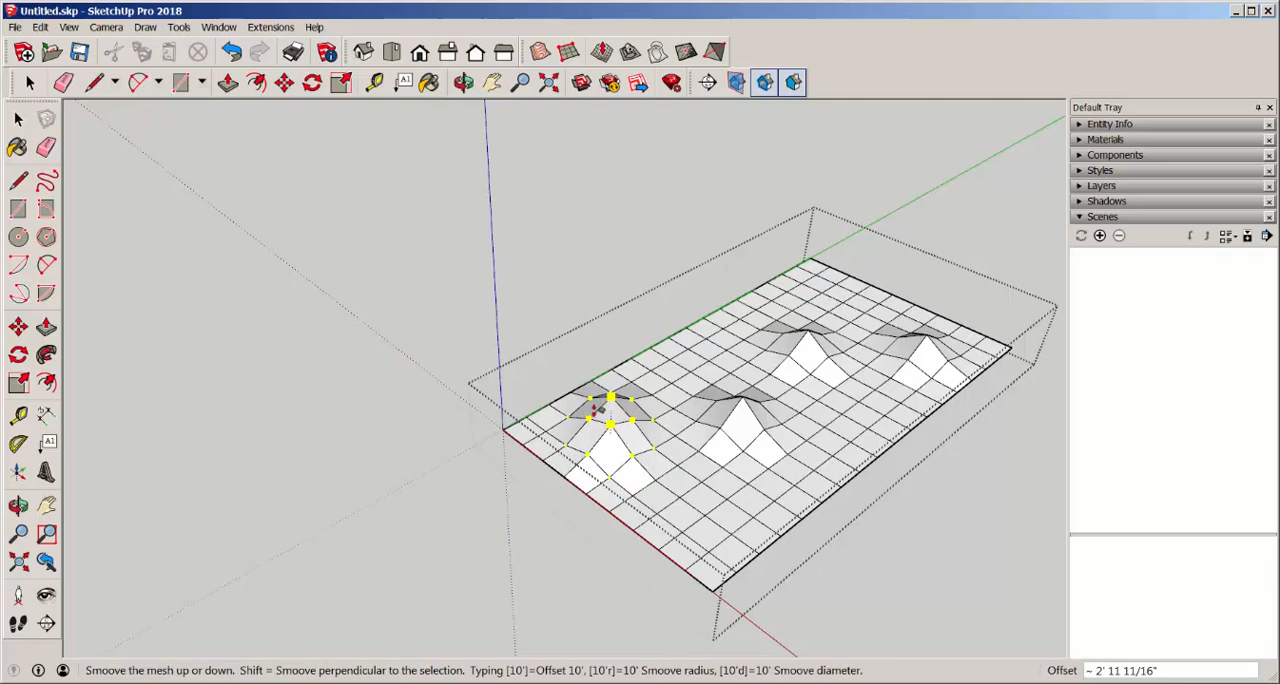 Untitled.skp - SketchUp Pro 2018
File Edit View Camera Draw Tools Window Extensions Help
A1
Default Tray
Entity Info
Materials
Components
Styles
Layers
Shadows
Scenes
A1
Smoove the mesh up or down. Shift = Smoove perpendicular to the selection. Typing [10']=Offset 10', [10'r]=10' Smoove radius, [10'd]=10' Smoove diameter.
Offset ~ 2' 11 11/16"